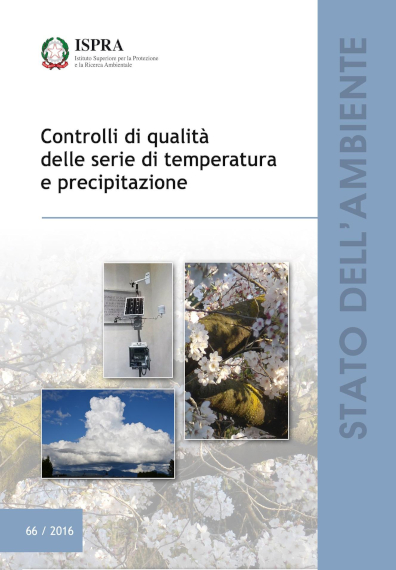 ISPRA
Istituto Superiore per la Protezione
e la Ricerca Ambientale
Controlli di qualità
delle serie di temperatura
e precipitazione
STATO DELL'AMBIENTE
66 / 2016